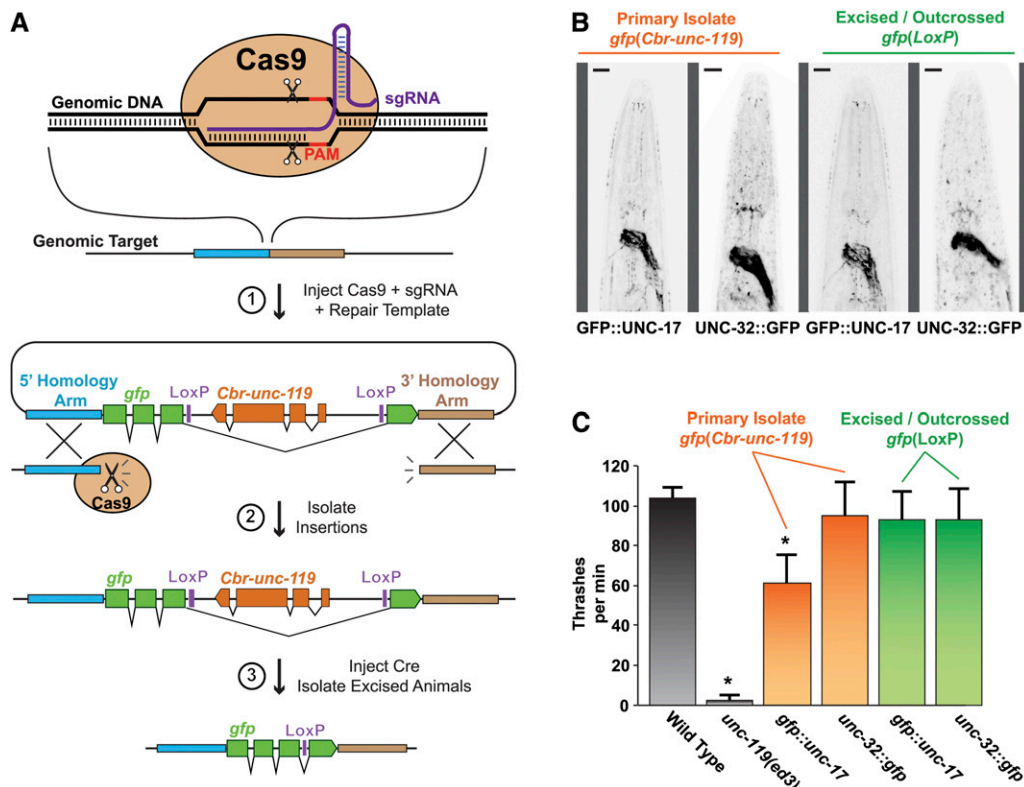 A
Cas9
Genomic DNA
sgRNA
PAM
Genomic Target
1
Inject Cas9 + sgRNA
+ Repair Template
5' Homology
Arm
gfp
LoxP
Cbr-unc-119
LoxP
3' Homology
Arm
Cas9
2
Isolate
Insertions
gfp
LoxP
Cbr-unc-119
LoxP
3
Inject Cre
Isolate Excised Animals
gfp
LoxP
B
Primary Isolate
gfp(Cbr-unc-119)
Excised / Outcrossed
gfp(LoxP)
GFP::UNC-17
UNC-32::GFP
GFP::UNC-17
UNC-32::GFP
C
Primary Isolate
gfp(Cbr-unc-119)
Excised / Outcrossed
gfp(LoxP)
Thrashes
per min
120
100
80
60
40
20
0
*
*
Wild Type
unc-119(ed3)
gfp::unc-17
unc-32::gfp
gfp::unc-17
unc-32::gfp